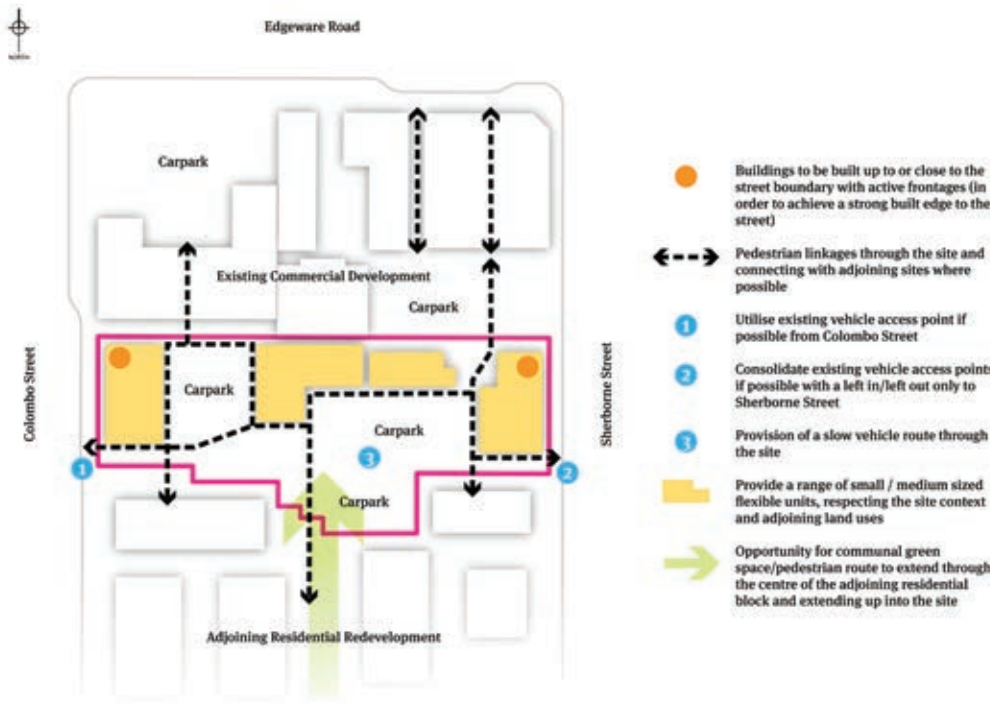 Edgeware Road
NORTH
Carpark
Existing Commercial Development
Carpark
Colombo Street
Sherborne Street
Carpark
Carpark
3
1
2
Carpark
Adjoining Residential Redevelopment
Buildings to be built up to or close to the
street boundary with active frontages (in
order to achieve a strong built edge to the
street)
Pedestrian linkages through the site and
connecting with adjoining sites where
possible
1
Utilise existing vehicle access point if
possible from Colombo Street
2
Consolidate existing vehicle access points
if possible with a left in/left out only to
Sherborne Street
3
Provision of a slow vehicle route through
the site
Provide a range of small / medium sized
flexible units, respecting the site context
and adjoining land uses
Opportunity for communal green
space/pedestrian route to extend through
the centre of the adjoining residential
block and extending up into the site